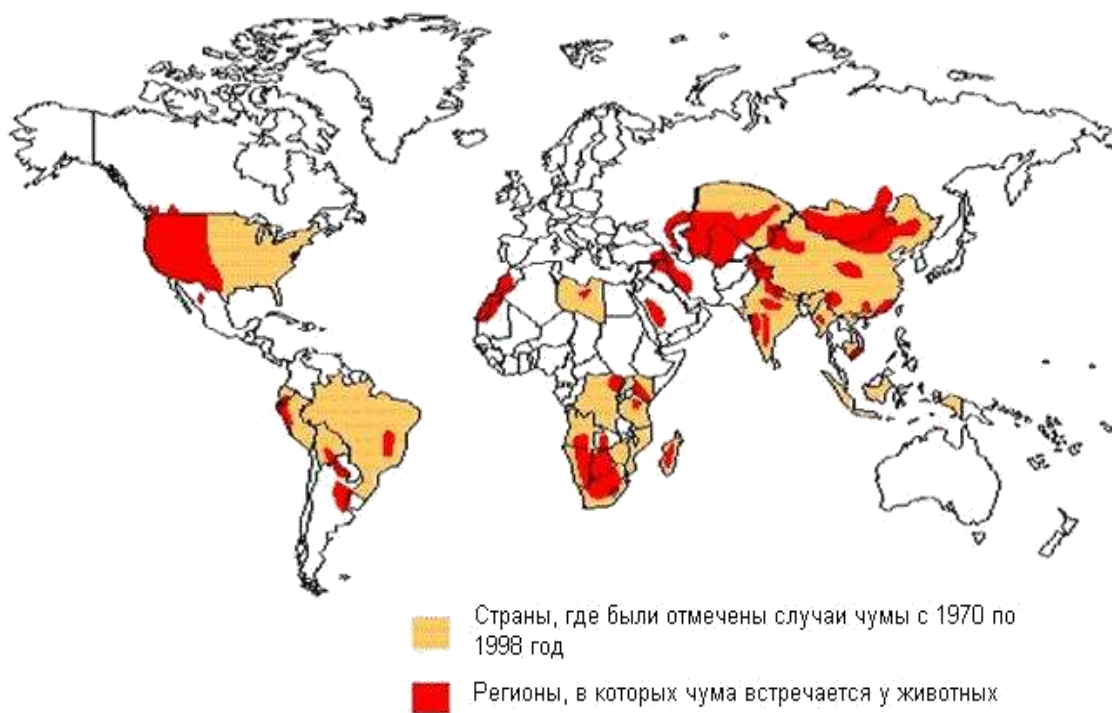 Страны, где были отмечены случаи чумы с 1970 по
1998 год
Регионы, в которых чума встречается у животных